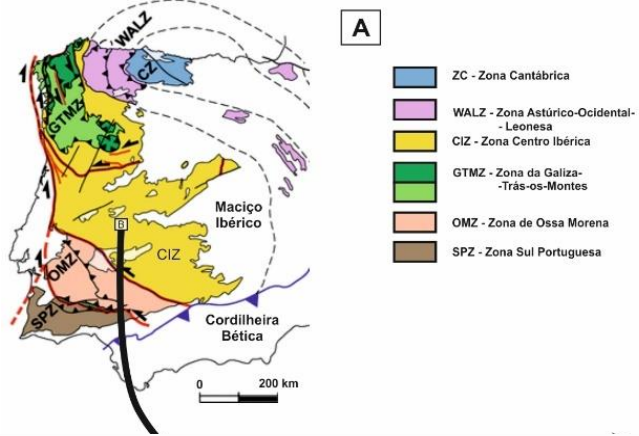 A
WALZ
CZ
GTMZ
Maciço
Ibérico
B
CIZ
OMZ
SPZ
Cordilheira
Bética
0 200 km
ZC - Zona Cantábrica
WALZ - Zona Astúrico-Ocidental-
- Leonesa
CIZ - Zona Centro Ibérica
GTMZ - Zona da Galiza-
-Trás-os-Montes
OMZ - Zona de Ossa Morena
SPZ - Zona Sul Portuguesa